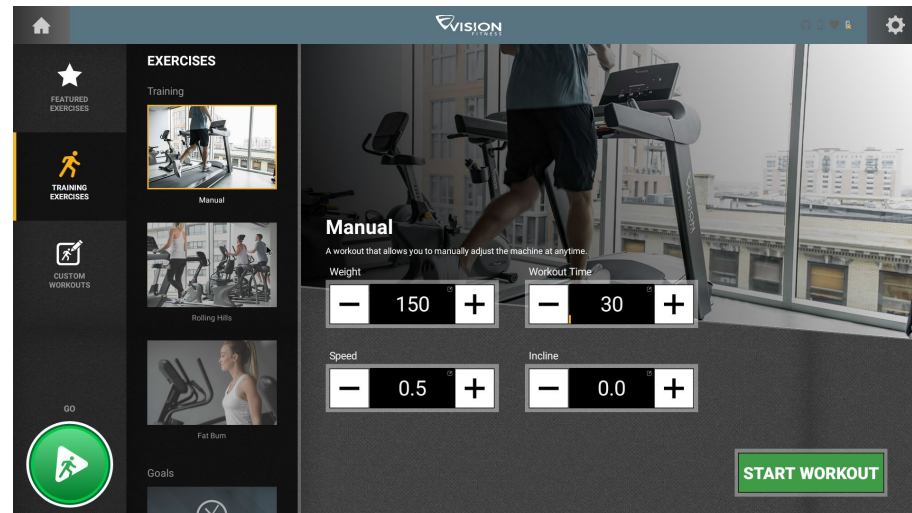 VISION
FITNESS
FEATURED
EXERCISES
TRAINING
EXERCISES
CUSTOM
WORKOUTS
GO
EXERCISES
Training
Manual
Rolling Hills
Fat Burn
Goals
Manual
A workout that allows you to manually adjust the machine at anytime.
Weight
150
Workout Time
30
Speed
0.5
Incline
0.0
START WORKOUT